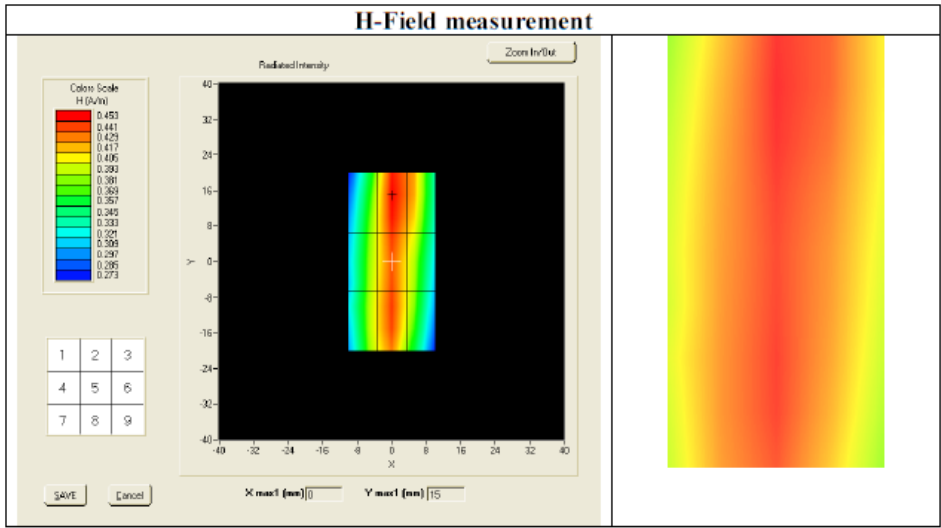 H-Field measurement
Zoom In/Out
Radiated Intensity
Colors Scale
H (A/m)
0.453
0.441
0.429
0.417
0.405
0.393
0.381
0.369
0.357
0.345
0.333
0.321
0.309
0.297
0.285
0.273
40
32
24
16
8
0
-8
-16
-24
-32
-40
Y
-40 -32 -24 -16 -8 0 8 16 24 32 40
X
1 2 3
4 5 6
7 8 9
SAVE Cancel
X max1 (mm) 0 Y max1 (mm) 15